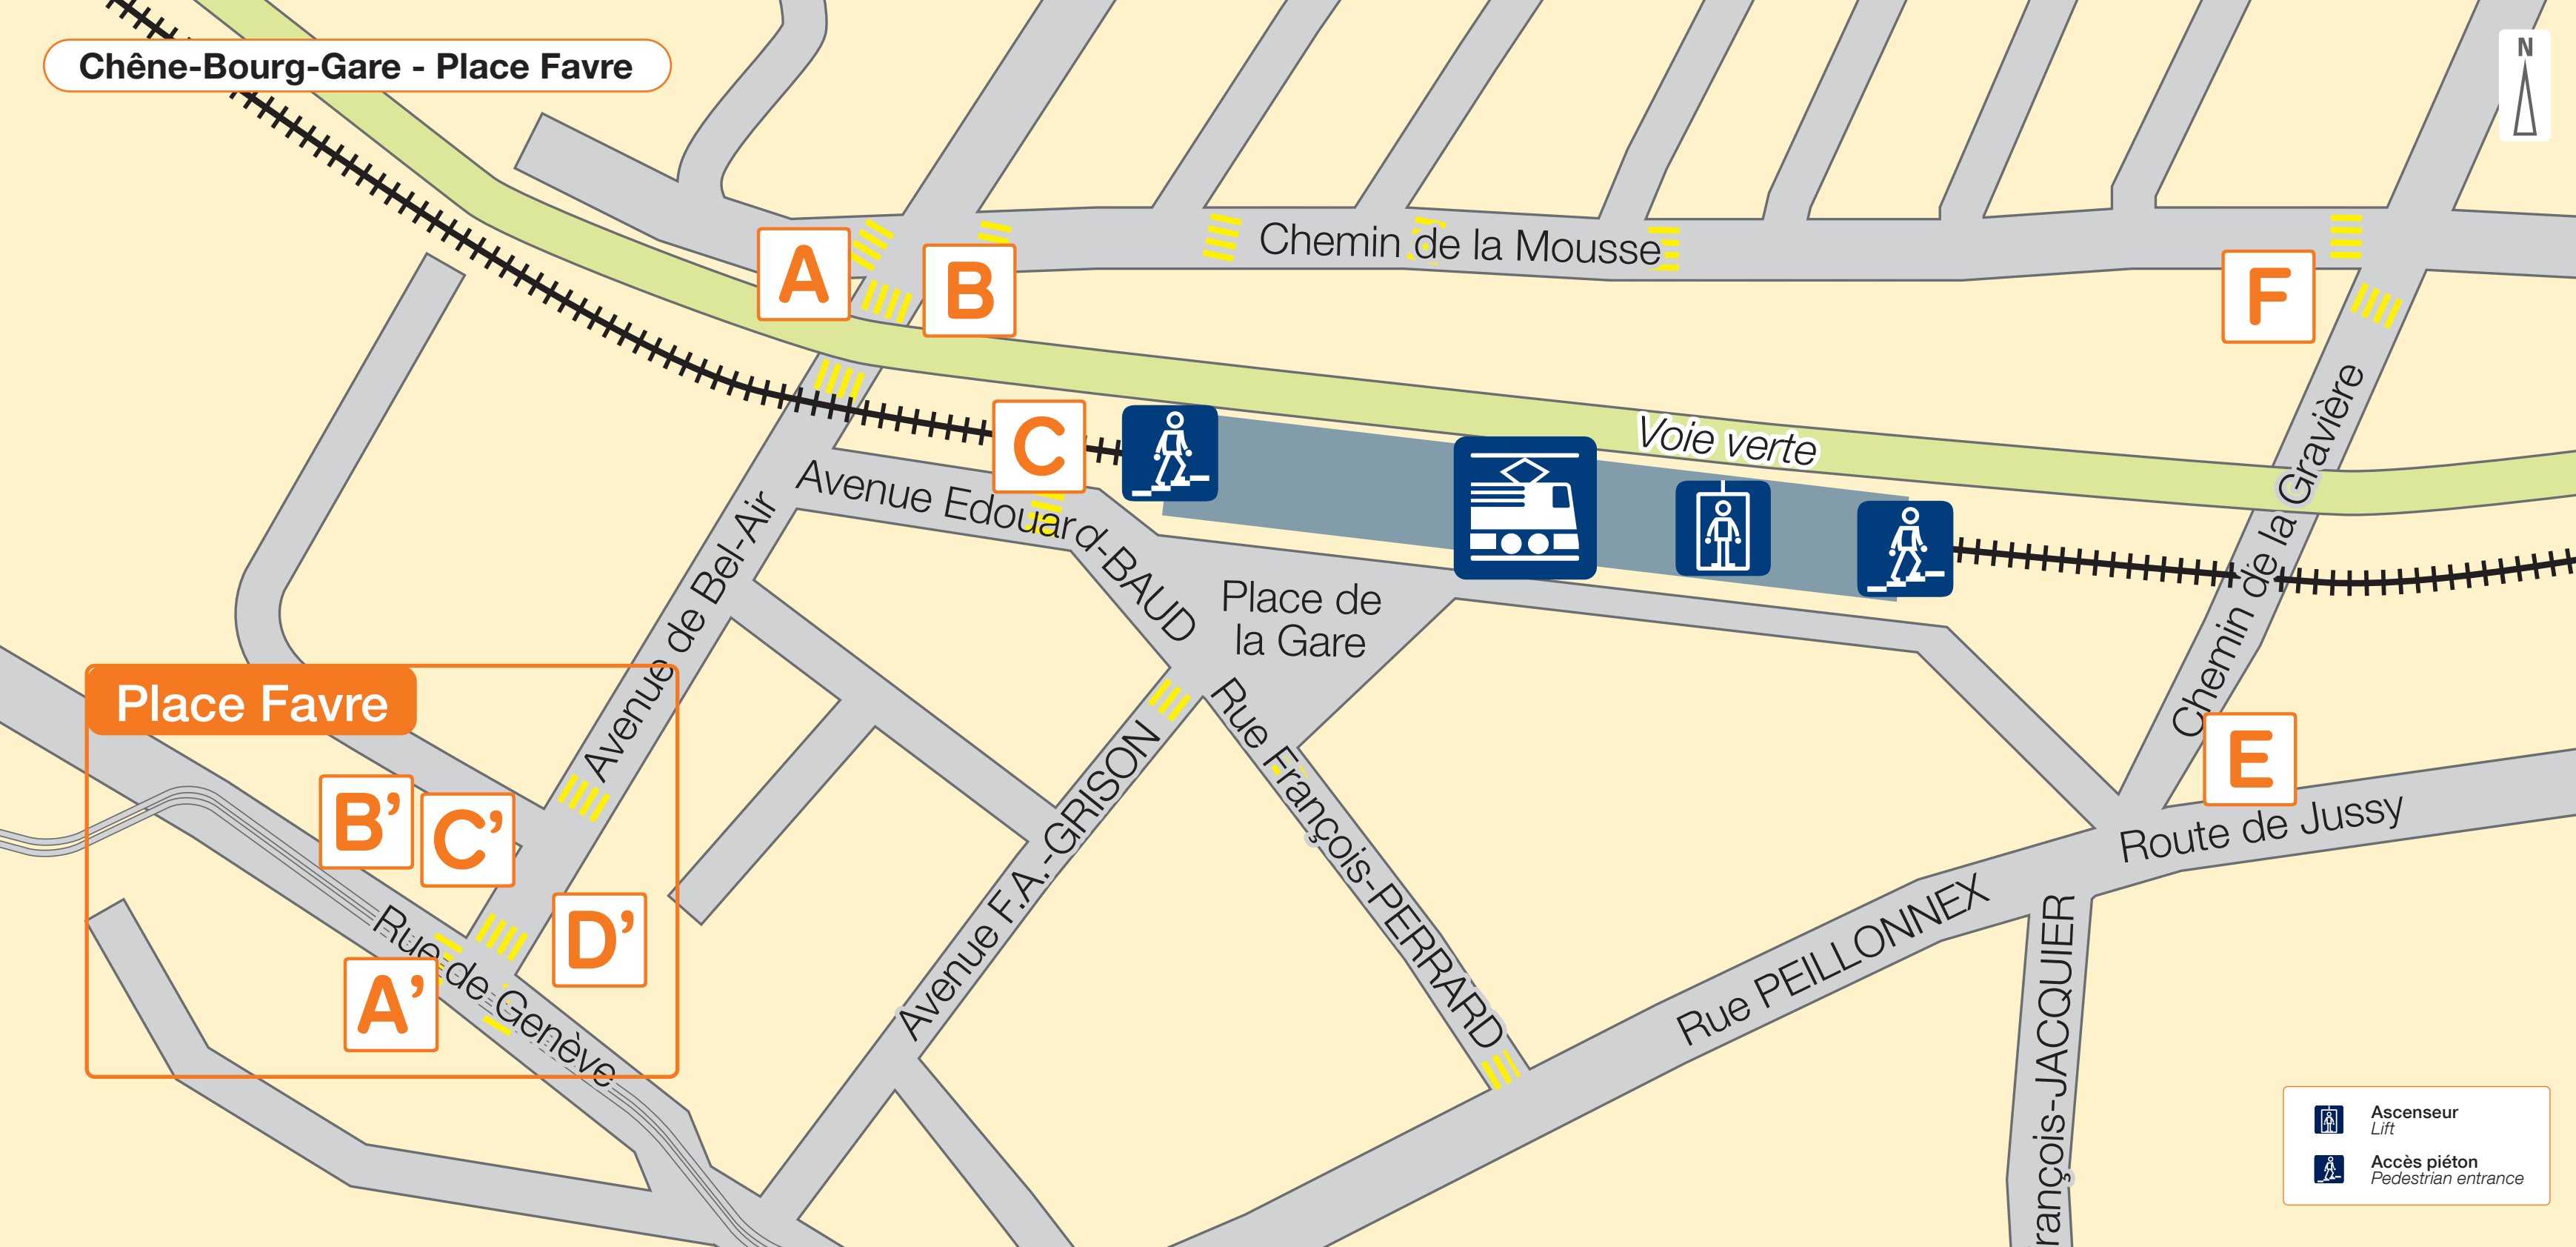 Chêne-Bourg-Gare - Place Favre
N
A
B
Chemin de la Mousse
F
C
Voie verte
Chemin de la Gravière
Avenue Edouard-BAUD
Avenue de Bel-Air
Place de
la Gare
Place Favre
B’
C’
D’
A’
Rue de Genève
Avenue F.A.-GRISON
Rue François-PERRARD
E
Route de Jussy
Rue PEILLONNEX
rançois-JACQUIER
Ascenseur
Lift
Accès piéton
Pedestrian entrance